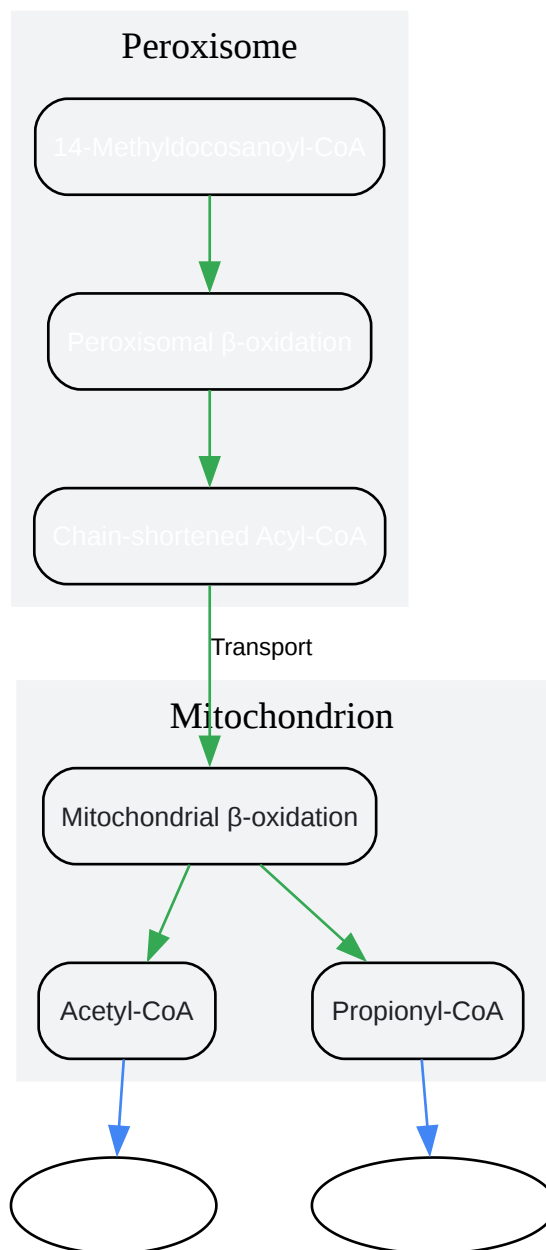 Peroxisome
14-Methyldocosanoyl-CoA
Peroxisomal β-oxidation
Chain-shortened Acyl-CoA
Transport
Mitochondrion
Mitochondrial β-oxidation
Acetyl-CoA
Propionyl-CoA